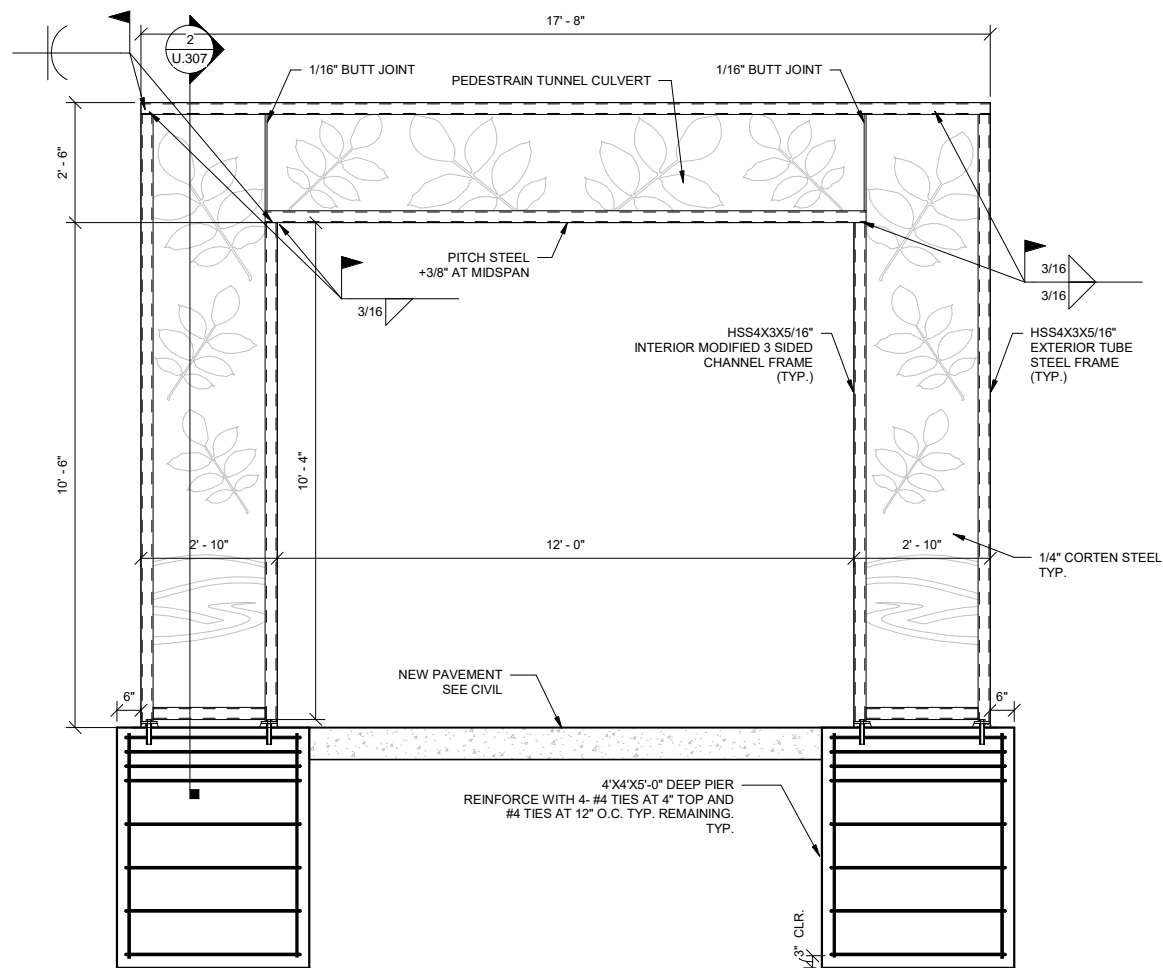 17' - 8"
2
U.307
1/16" BUTT JOINT
PEDESTRAIN TUNNEL CULVERT
1/16" BUTT JOINT
2' - 6"
PITCH STEEL
+3/8" AT MIDSPAN
3/16
3/16
3/16
HSS4X3X5/16"
INTERIOR MODIFIED 3 SIDED
CHANNEL FRAME
(TYP.)
HSS4X3X5/16"
EXTERIOR TUBE
STEEL FRAME
(TYP.)
10' - 6"
10' - 4"
2' - 10"
12' - 0"
2' - 10"
1/4" CORTEN STEEL
TYP.
NEW PAVEMENT
SEE CIVIL
6"
6"
4'X4'X5'-0" DEEP PIER
REINFORCE WITH 4- #4 TIES AT 4" TOP AND
#4 TIES AT 12" O.C. TYP. REMAINING.
TYP.
3" CLR.